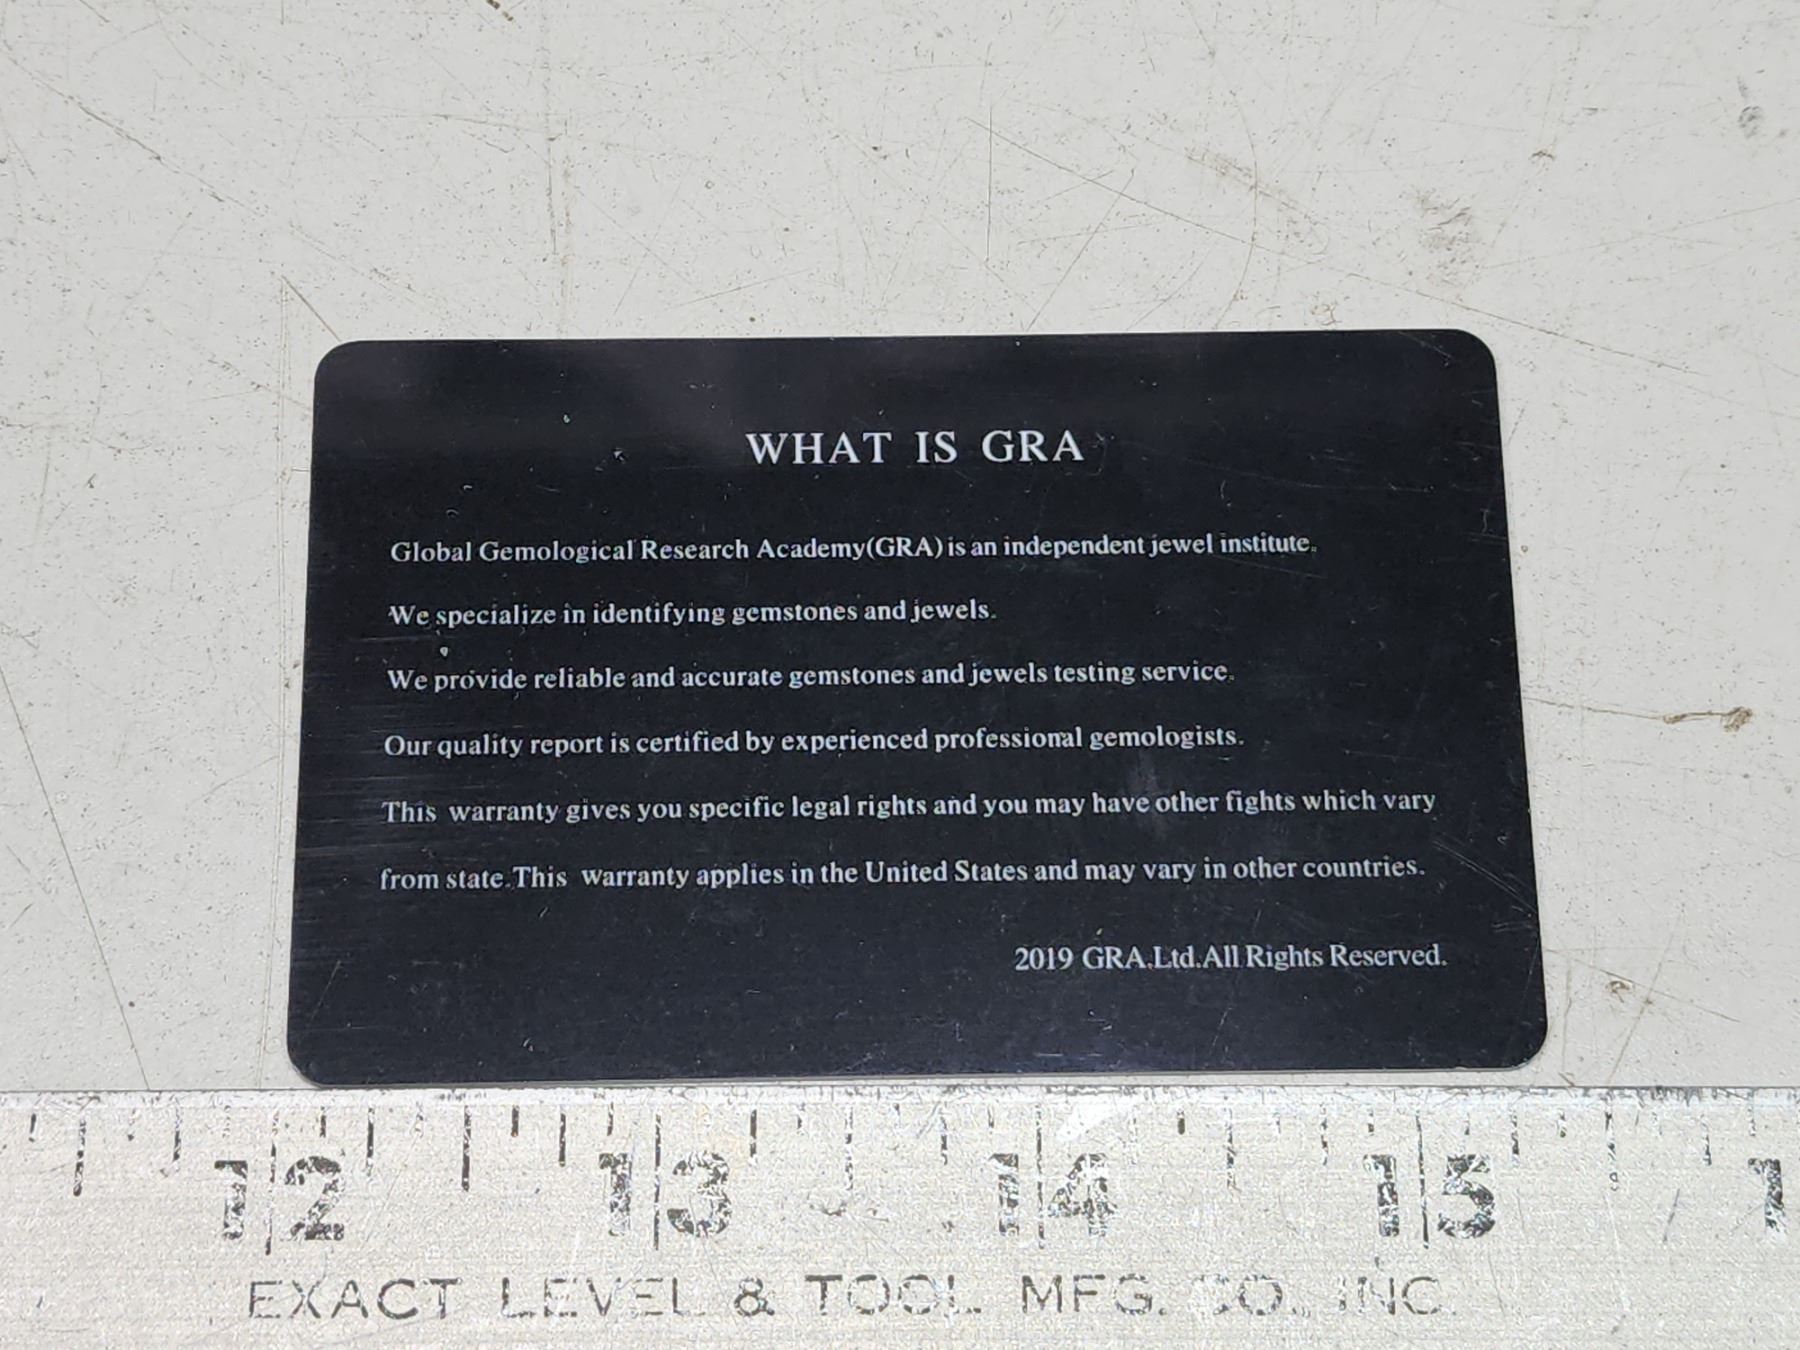 WHAT IS GRA
Global Gemological Research Academy(GRA) is an independent jewel institute.
We specialize in identifying gemstones and jewels.
We provide reliable and accurate gemstones and jewels testing service.
Our quality report is certified by experienced professional gemologists.
This warranty gives you specific legal rights and you may have other fights which vary
from state.This warranty applies in the United States and may vary in other countries.
2019 GRA.Ltd.All Rights Reserved.
12 13 14 15 1
EXACT LEVEL & TOOL MFG. CO., INC.